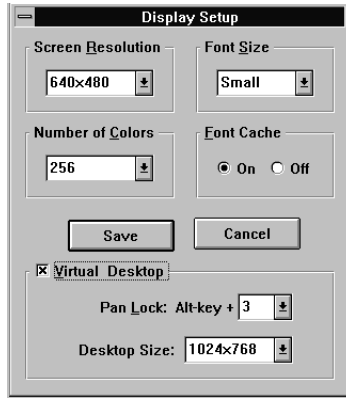 Display Setup
Screen Resolution
Font Size
640x480
Small
Number of Colors
Font Cache
256
On
Off
Save
Cancel
Virtual Desktop
Pan Lock: Alt-key + 3
Desktop Size: 1024x768